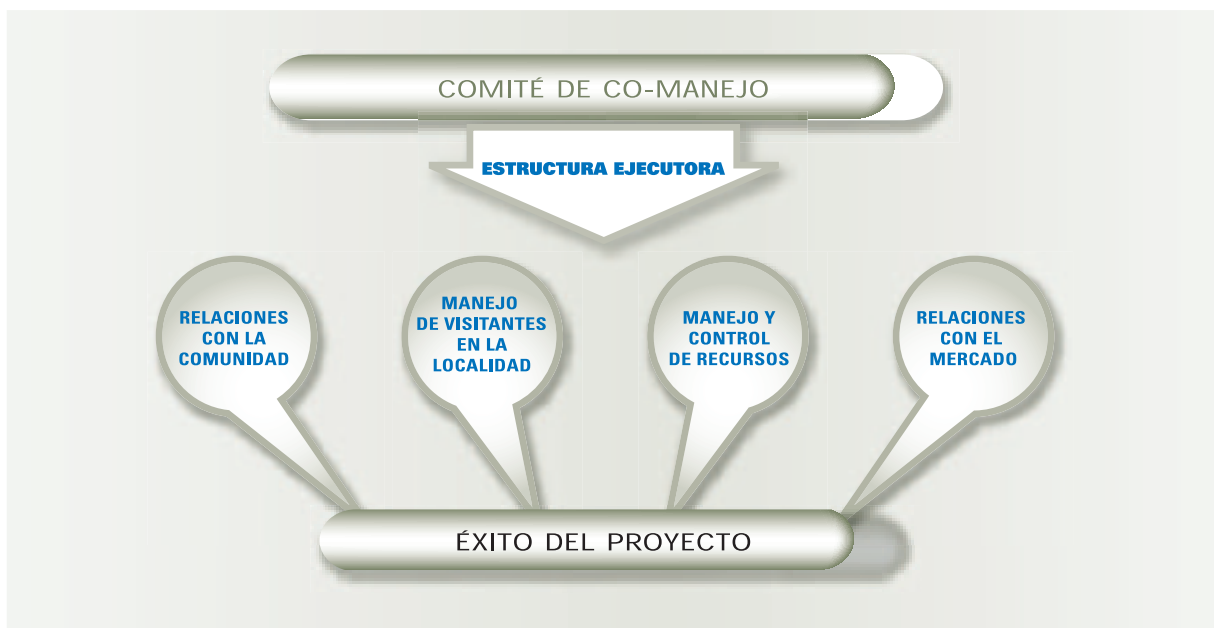 COMITÉ DE CO-MANEJO
ESTRUCTURA EJECUTORA
RELACIONES
CON LA
COMUNIDAD
MANEJO
DE VISITANTES
EN LA
LOCALIDAD
MANEJO Y
CONTROL
DE RECURSOS
RELACIONES
CON EL
MERCADO
ÉXITO DEL PROYECTO